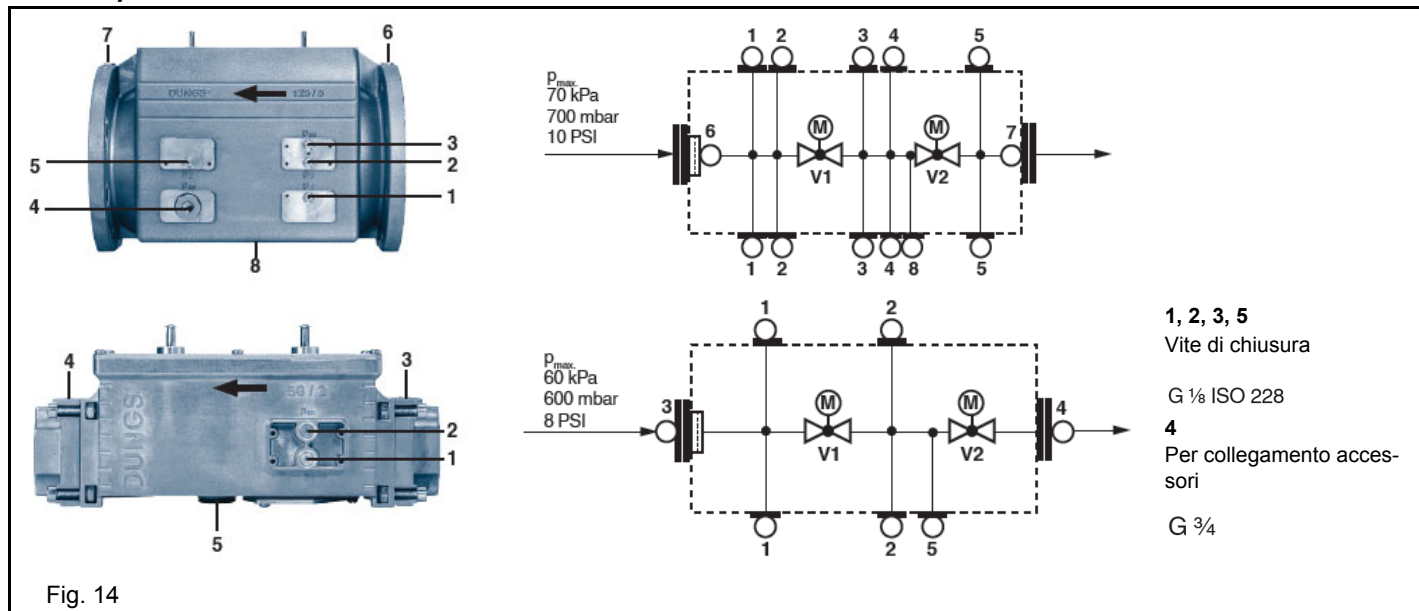 7
6
DUNGS
125/5
5
4
3
2
1
8
1 2 3 4 5
Pmax.
70 kPa
700 mbar
10 PSI
6
M
M
7
V1
V2
1 2 3 4 8 5
4
3
50/2
DUNGS
2
1
5
1 2
Pmax.
60 kPa
600 mbar
8 PSI
3
M
M
4
V1
V2
1 2 5
1, 2, 3, 5
Vite di chiusura
G ⅛ ISO 228
4
Per collegamento acces-
sori
G ¾
Fig. 14